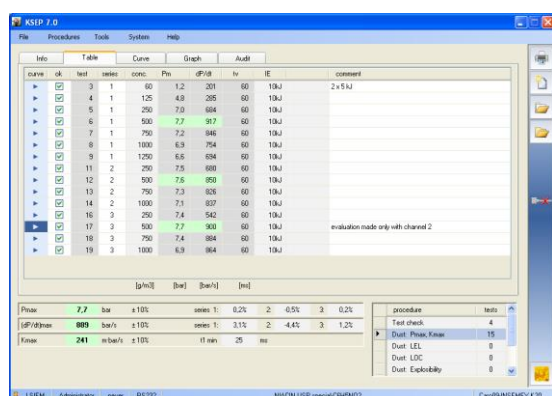 KSEP 7.0
File Procedures Tools System Help
Info Table Curve Graph Audit
curve ok test series conc. Pm dP/dt tv IE comment
3 1 60 1,2 201 60 10kJ 2 x 5 kJ
4 1 125 4,8 285 60 10kJ
5 1 250 7,0 684 60 10kJ
6 1 500 7,7 917 60 10kJ
7 1 750 7,2 846 60 10kJ
8 1 1000 6,9 754 60 10kJ
9 1 1250 6,6 694 60 10kJ
11 2 250 7,5 680 60 10kJ
12 2 500 7,6 850 60 10kJ
13 2 750 7,3 826 60 10kJ
14 2 1000 7,1 837 60 10kJ
16 3 250 7,4 542 60 10kJ
17 3 500 7,7 900 60 10kJ evaluation made only with channel 2
18 3 750 7,4 884 60 10kJ
19 3 1000 6,9 864 60 10kJ
[g/m3] [bar] [bar/s] [ms]
Pmax 7,7 bar ±10% series 1: 0,2% 2: -0,5% 3: 0,2%
(dP/dt)max 889 bar/s ±10% series 1: 3,1% 2: -4,4% 3: 1,2%
Kmax 241 m·bar/s ±10% t1 min 25 ms
procedure tests
Test check 4
Dust: Pmax, Kmax 15
Dust: LEL 0
Dust: LOC 0
Dust: Explosibility 0
Administrator RS232